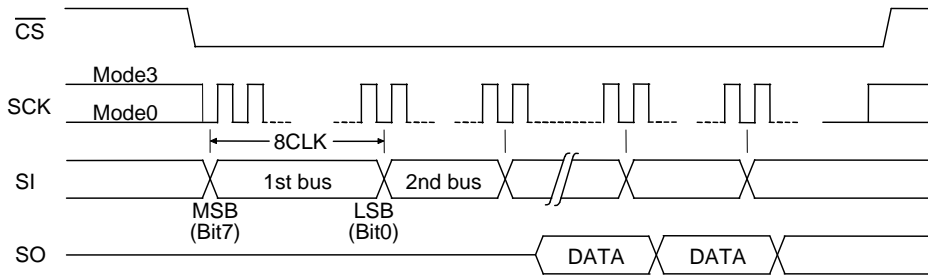 CS
Mode3
SCK
Mode0
8CLK
SI
1st bus
2nd bus
MSB
(Bit7)
LSB
(Bit0)
SO
DATA
DATA